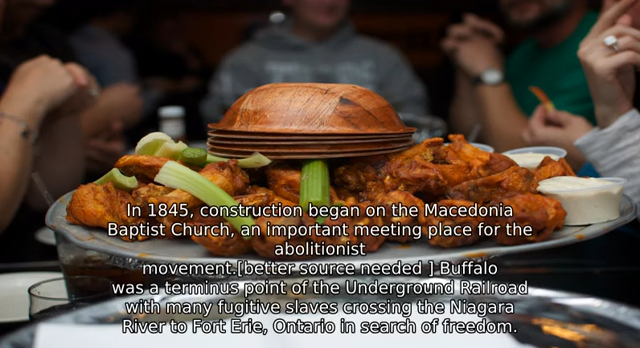 In 1845, construction began on the Macedonia
Baptist Church, an important meeting place for the
abolitionist
movement.[better source needed ] Buffalo
was a terminus point of the Underground Railroad
with many fugitive slaves crossing the Niagara
River to Fort Erie, Ontario in search of freedom.